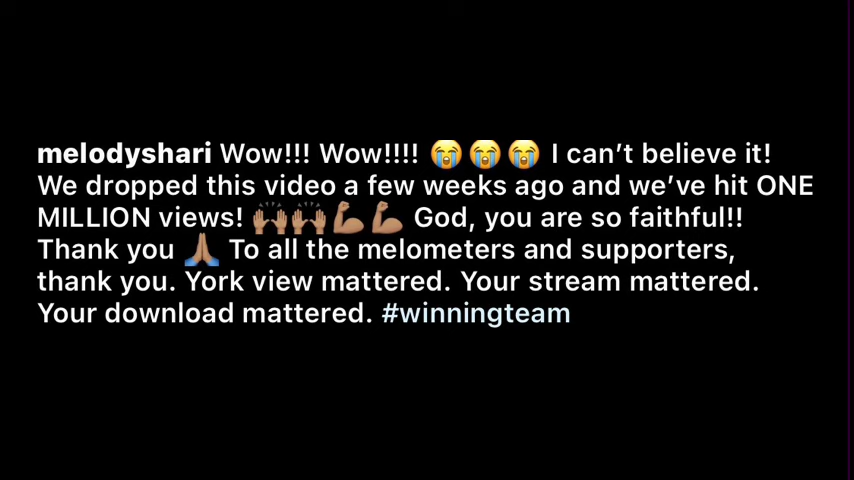 melodyshari Wow!!! Wow!!!! 😭😭😭 I can’t believe it!
We dropped this video a few weeks ago and we’ve hit ONE
MILLION views! 🙌🏽🙌🏽💪🏽💪🏽 God, you are so faithful!!
Thank you 🙏🏽 To all the melometers and supporters,
thank you. York view mattered. Your stream mattered.
Your download mattered. #winningteam